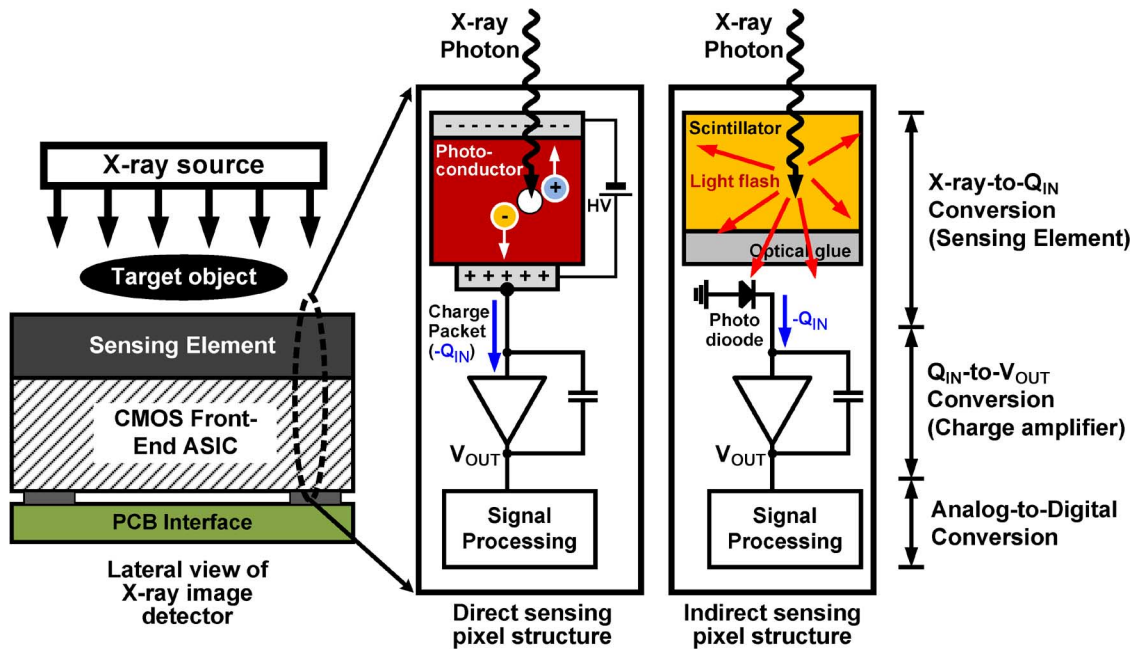 X-ray source
Target object
Sensing Element
CMOS Front-
End ASIC
PCB Interface
Lateral view of
X-ray image
detector
X-ray
Photon
- - - - - - - - - -
Photo-
conductor
+
-
HV
+ + + + +
Charge
Packet
(-QIN)
VOUT
Signal
Processing
Direct sensing
pixel structure
X-ray
Photon
Scintillator
Light flash
Optical glue
Photo
dioode
-QIN
VOUT
Signal
Processing
Indirect sensing
pixel structure
X-ray-to-QIN
Conversion
(Sensing Element)
QIN-to-VOUT
Conversion
(Charge amplifier)
Analog-to-Digital
Conversion